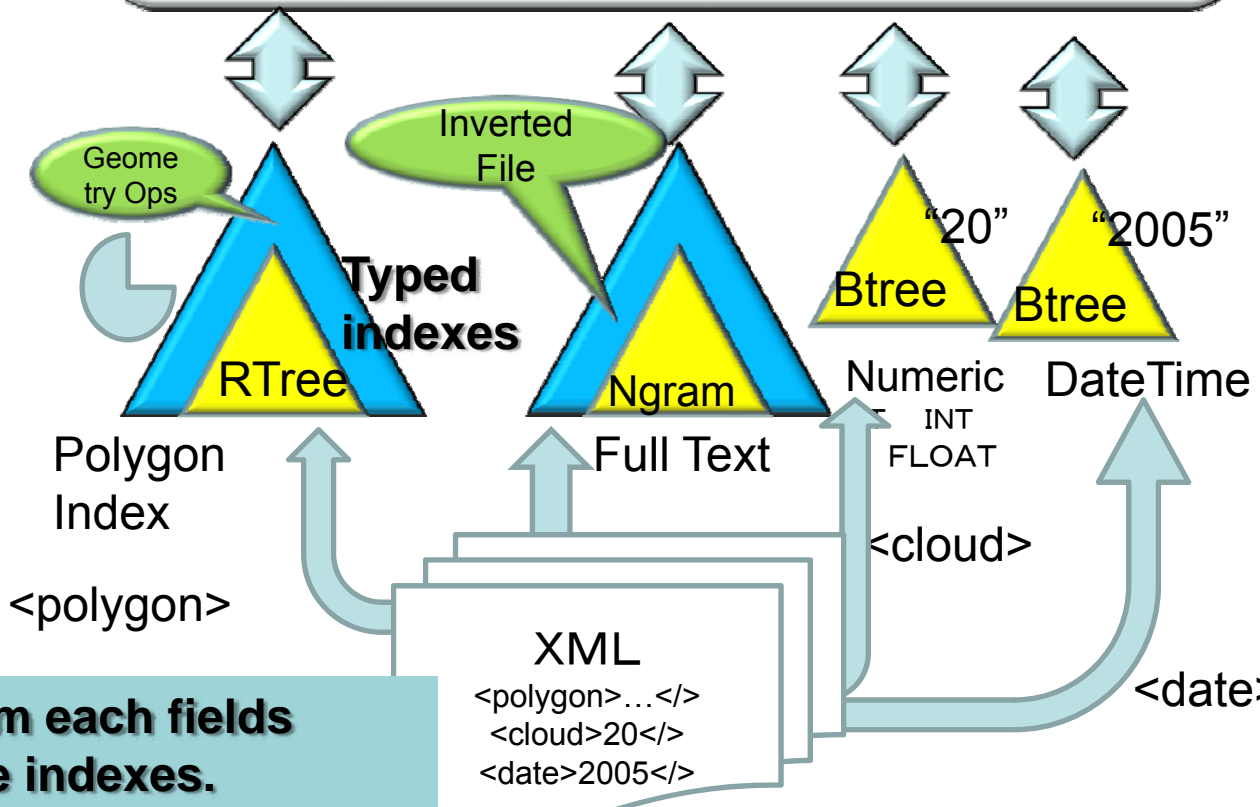 Geome
try Ops
Inverted
File
"20"
"2005"
Typed
indexes
Btree
Btree
RTree
Ngram
Numeric
INT
FLOAT
DateTime
Polygon
Index
Full Text
<cloud>
<polygon>
XML
<polygon>…</>
<cloud>20</>
<date>2005</>
<date>
each fields
indexes.